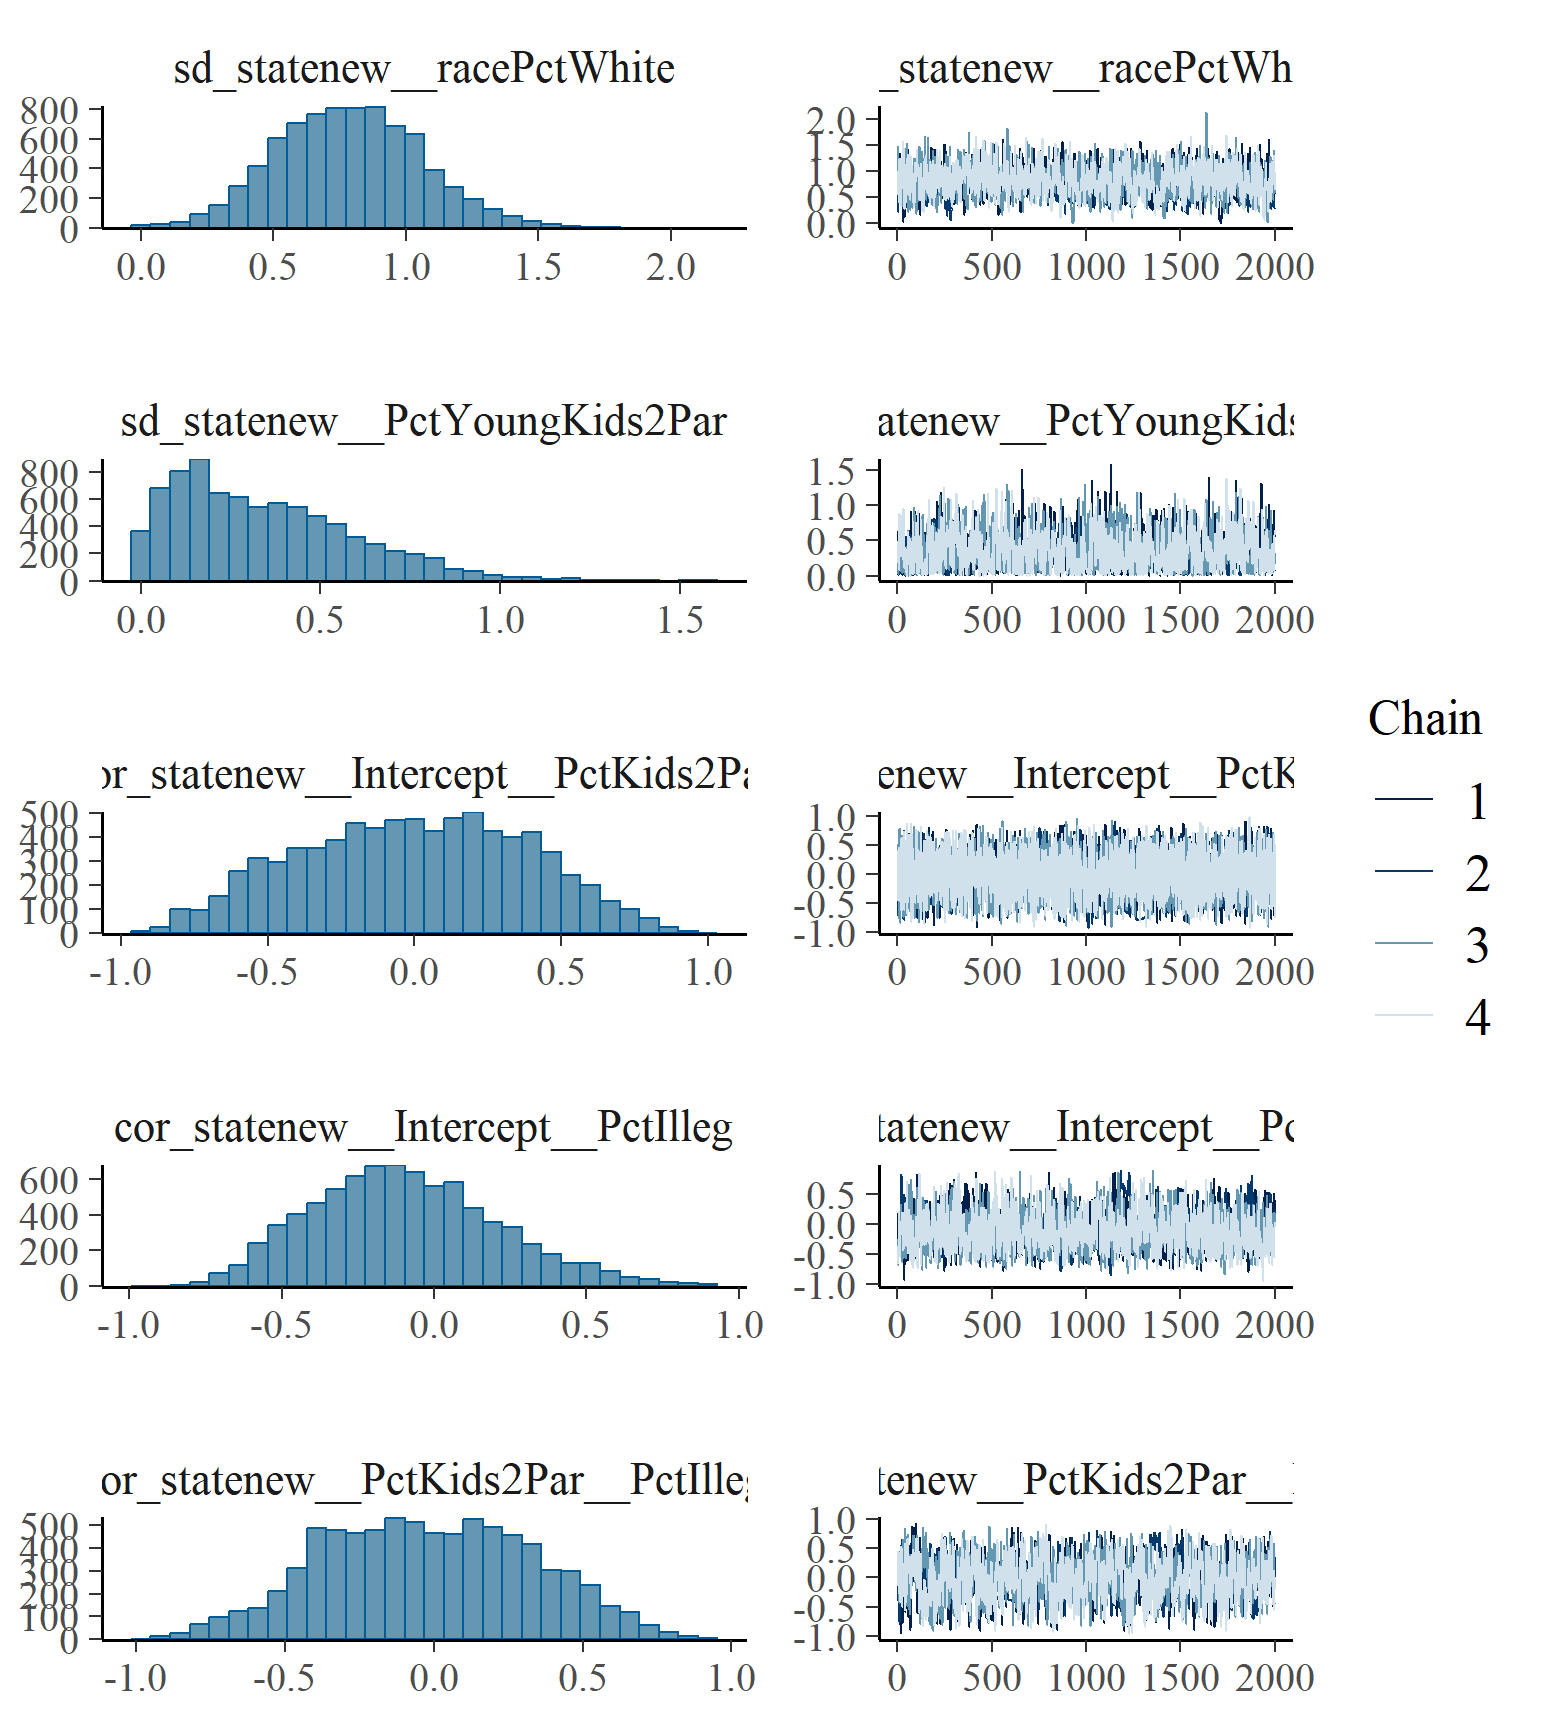 sd_statenew__racePctWhite
800
600
400
200
0
0.0 0.5 1.0 1.5 2.0
_statenew__racePctWh
2.0
1.5
1.0
0.5
0.0
0 500 1000 1500 2000
sd_statenew__PctYoungKids2Par
800
600
400
200
0
0.0 0.5 1.0 1.5
atenew__PctYoungKids
1.5
1.0
0.5
0.0
0 500 1000 1500 2000
or_statenew__Intercept__PctKids2Pa
500
400
300
200
100
0
-1.0 -0.5 0.0 0.5 1.0
enew__Intercept__PctK
1.0
0.5
0.0
-0.5
-1.0
0 500 1000 1500 2000
cor_statenew__Intercept__PctIlleg
600
400
200
0
-1.0 -0.5 0.0 0.5 1.0
tatenew__Intercept__Pc
0.5
0.0
-0.5
-1.0
0 500 1000 1500 2000
or_statenew__PctKids2Par__PctIlleg
500
400
300
200
100
0
-1.0 -0.5 0.0 0.5 1.0
tenew__PctKids2Par__
1.0
0.5
0.0
-0.5
-1.0
0 500 1000 1500 2000
Chain
1
2
3
4